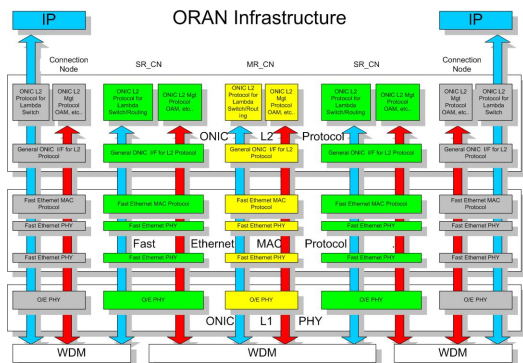 IP
ORAN Infrastructure
IP
Connection Node
SR_CN
MR_CN
SR_CN
Connection Node
ONIC L2 Protocol for Lambda Switch
ONIC L2 Mgt Protocol OAM, etc..
ONIC L2 Protocol for Lambda Switch/Routing
ONIC L2 Mgt Protocol OAM, etc..
ONIC L2 Protocol for Lambda Switch/Rout ing
ONIC L2 Mgt Protocol OAM, etc..
ONIC L2 Protocol for Lambda Switch/Routing
ONIC L2 Mgt Protocol OAM, etc..
ONIC L2 Mgt Protocol OAM, etc..
ONIC L2 Protocol for Lambda Switch
ONIC L2 Protocol
General ONIC I/F for L2 Protocol
General ONIC I/F for L2 Protocol
General ONIC I/F for L2 Protocol
General ONIC I/F for L2 Protocol
General ONIC I/F for L2 Protocol
Fast Ethernet MAC Protocol
Fast Ethernet MAC Protocol
Fast Ethernet MAC Protocol
Fast Ethernet MAC Protocol
Fast Ethernet MAC Protocol
Fast Ethernet PHY
Fast Ethernet PHY
Fast Ethernet PHY
Fast Ethernet PHY
Fast Ethernet PHY
Fast Ethernet MAC Protocol .
Fast Ethernet PHY
Fast Ethernet PHY
Fast Ethernet PHY
Fast Ethernet PHY
Fast Ethernet PHY
O/E PHY
O/E PHY
O/E PHY
O/E PHY
O/E PHY
ONIC L1 PHY
WDM
WDM
WDM